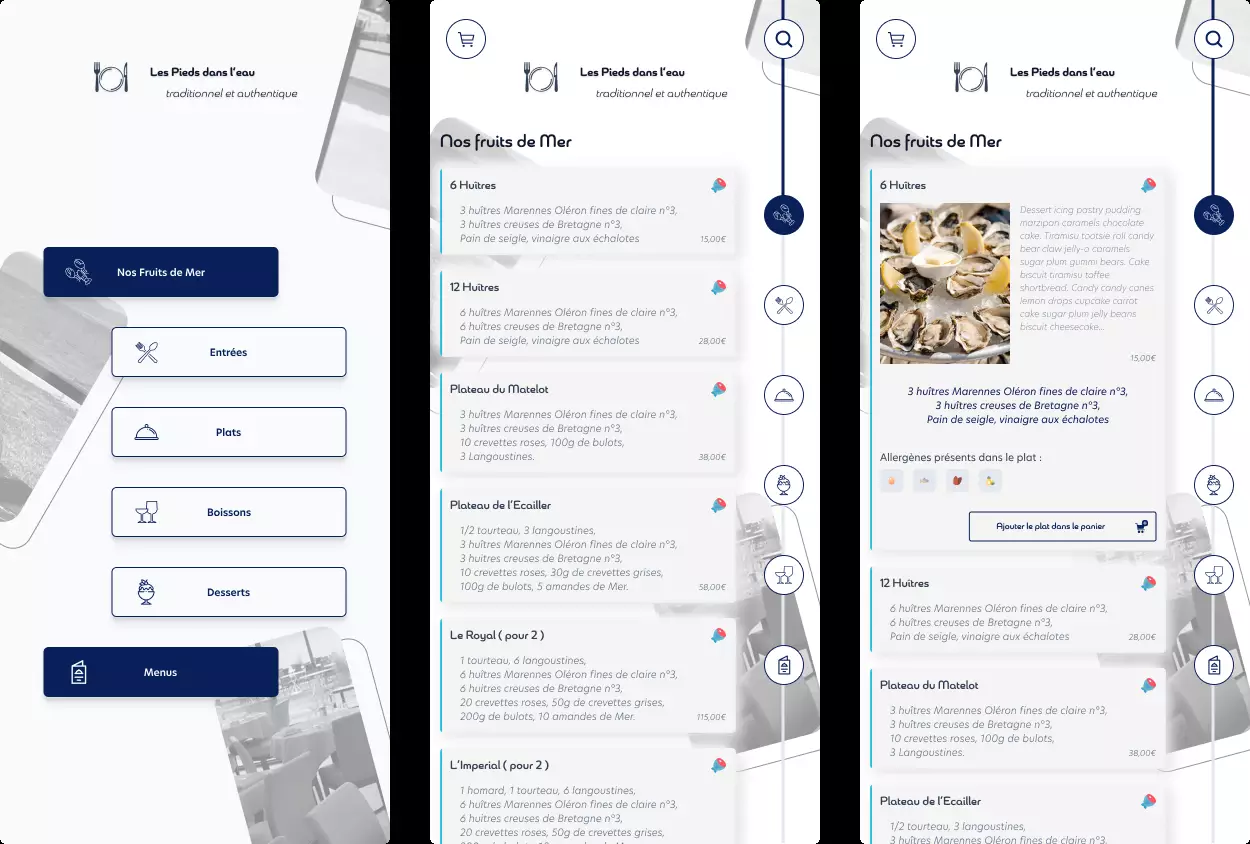 Les Pieds dans l'eau
traditionnel et authentique
Nos Fruits de Mer
Entrées
Plats
Boissons
Desserts
Menus
Les Pieds dans l'eau
traditionnel et authentique
Nos fruits de Mer
6 Huîtres
3 huîtres Marennes Oléron fines de claire n°3,
3 huîtres creuses de Bretagne n°3,
Pain de seigle, vinaigre aux échalotes
15,00€
12 Huîtres
6 huîtres Marennes Oléron fines de claire n°3,
6 huîtres creuses de Bretagne n°3,
Pain de seigle, vinaigre aux échalotes
28,00€
Plateau du Matelot
3 huîtres Marennes Oléron fines de claire n°3,
3 huîtres creuses de Bretagne n°3,
10 crevettes roses, 100g de bulots,
3 Langoustines.
38,00€
Plateau de l'Ecailler
1/2 tourteau, 3 langoustines,
3 huîtres Marennes Oléron fines de claire n°3,
3 huitres creuses de Bretagne n°3,
10 crevettes roses, 30g de crevettes grises,
100g de bulots, 5 amandes de Mer.
58,00€
Le Royal ( pour 2 )
1 tourteau, 6 langoustines,
6 huîtres Marennes Oléron fines de claire n°3,
6 huitres creuses de Bretagne n°3,
20 crevettes roses, 50g de crevettes grises,
200g de bulots, 10 amandes de Mer.
115,00€
L'Imperial ( pour 2 )
1 homard, 1 tourteau, 6 langoustines,
6 huîtres Marennes Oléron fines de claire n°3,
6 huitres creuses de Bretagne n°3,
20 crevettes roses, 50g de crevettes grises,
Les Pieds dans l'eau
traditionnel et authentique
Nos fruits de Mer
6 Huîtres
Dessert icing pastry pudding
marzipan caramels chocolate
cake. Tiramisu tootsie roll candy
bear claw jelly-o caramels
sugar plum gummi bears. Cake
biscuit tiramisu toffee
shortbread. Candy candy canes
lemon drops cupcake carrot
cake sugar plum jelly beans
biscuit cheesecake...
15,00€
3 huîtres Marennes Oléron fines de claire n°3,
3 huîtres creuses de Bretagne n°3,
Pain de seigle, vinaigre aux échalotes
Allergènes présents dans le plat :
Ajouter le plat dans le panier
12 Huîtres
6 huîtres Marennes Oléron fines de claire n°3,
6 huîtres creuses de Bretagne n°3,
Pain de seigle, vinaigre aux échalotes
28,00€
Plateau du Matelot
3 huîtres Marennes Oléron fines de claire n°3,
3 huîtres creuses de Bretagne n°3,
10 crevettes roses, 100g de bulots,
3 Langoustines.
38,00€
Plateau de l'Ecailler
1/2 tourteau, 3 langoustines,
3 huîtres Marennes Oléron fines de claire n°3,